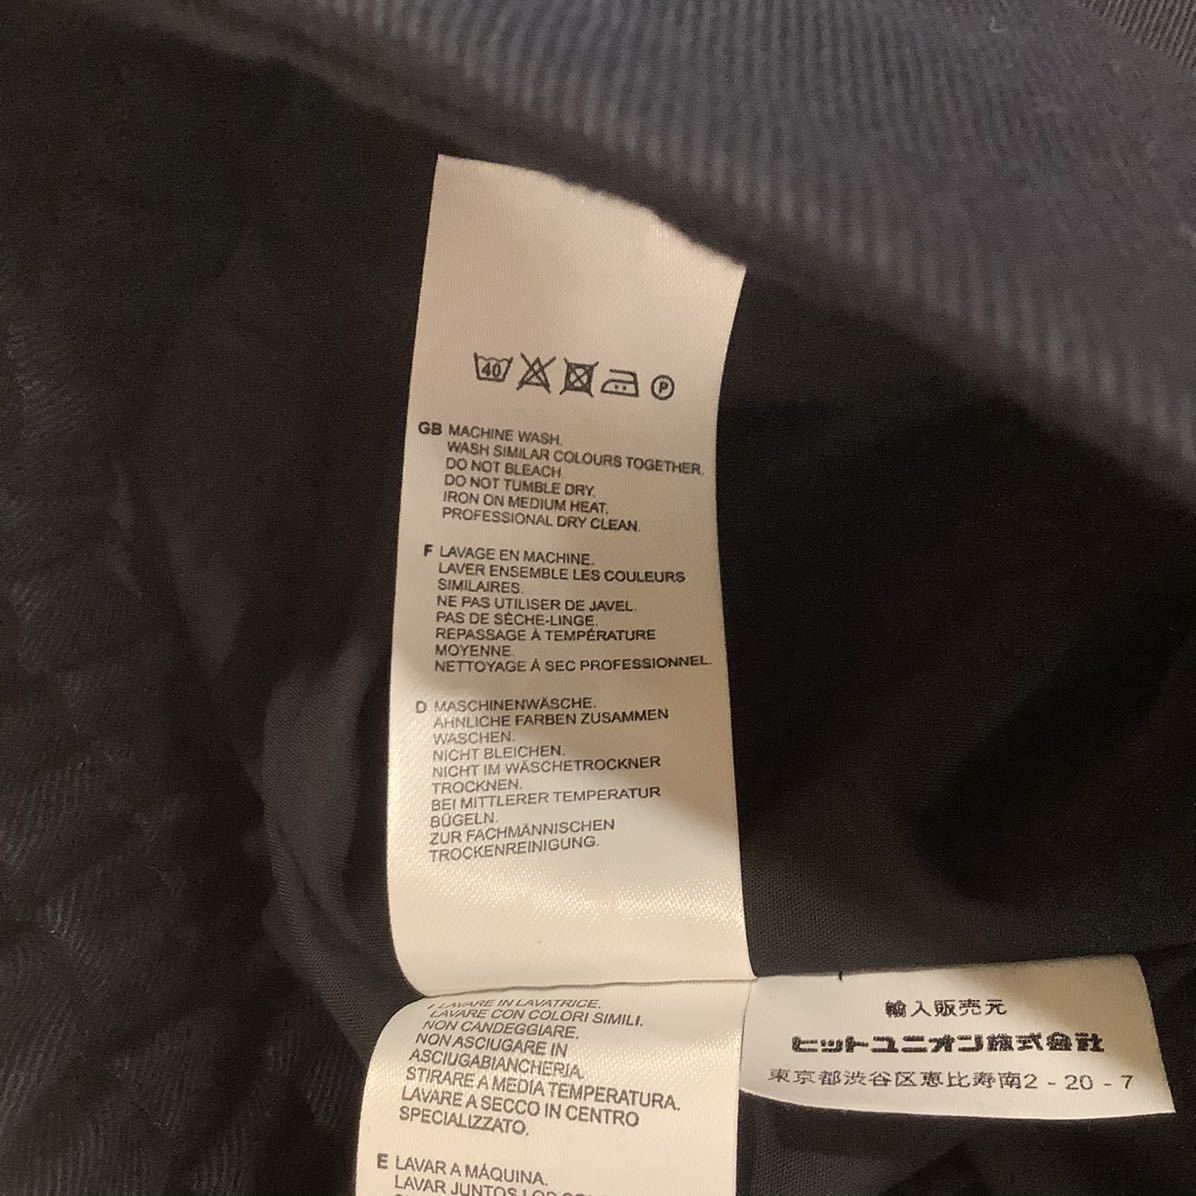 40
P
GB MACHINE WASH.
WASH SIMILAR COLOURS TOGETHER.
DO NOT BLEACH.
DO NOT TUMBLE DRY.
IRON ON MEDIUM HEAT.
PROFESSIONAL DRY CLEAN.
F LAVAGE EN MACHINE.
LAVER ENSEMBLE LES COULEURS
SIMILAIRES.
NE PAS UTILISER DE JAVEL.
PAS DE SÈCHE-LINGE.
REPASSAGE À TEMPÉRATURE
MOYENNE.
NETTOYAGE À SEC PROFESSIONNEL.
D MASCHINENWÄSCHE.
ÄHNLICHE FARBEN ZUSAMMEN
WASCHEN.
NICHT BLEICHEN.
NICHT IM WÄSCHETROCKNER
TROCKNEN.
BEI MITTLERER TEMPERATUR
BÜGELN.
ZUR FACHMÄNNISCHEN
TROCKENREINIGUNG.
I LAVARE IN LAVATRICE.
LAVARE CON COLORI SIMILI.
NON CANDEGGIARE.
NON ASCIUGARE IN
ASCIUGABIANCHERIA.
STIRARE A MEDIA TEMPERATURA.
LAVARE A SECCO IN CENTRO
SPECIALIZZATO.
E LAVAR A MÁQUINA.
LAVAR JUNTOS LOS
輸入販売元
ヒットユニオン株式会社
東京都渋谷区恵比寿南2-20-7